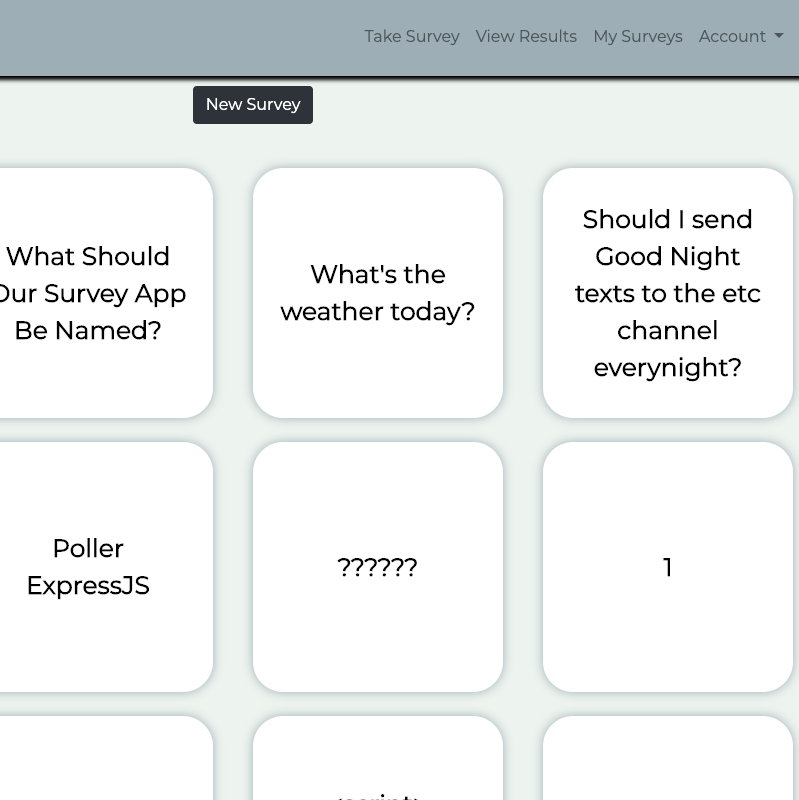 Take Survey View Results My Surveys Account
New Survey
What Should
Our Survey App
Be Named?
What's the
weather today?
Should I send
Good Night
texts to the etc
channel
everynight?
Poller
ExpressJS
??????
1